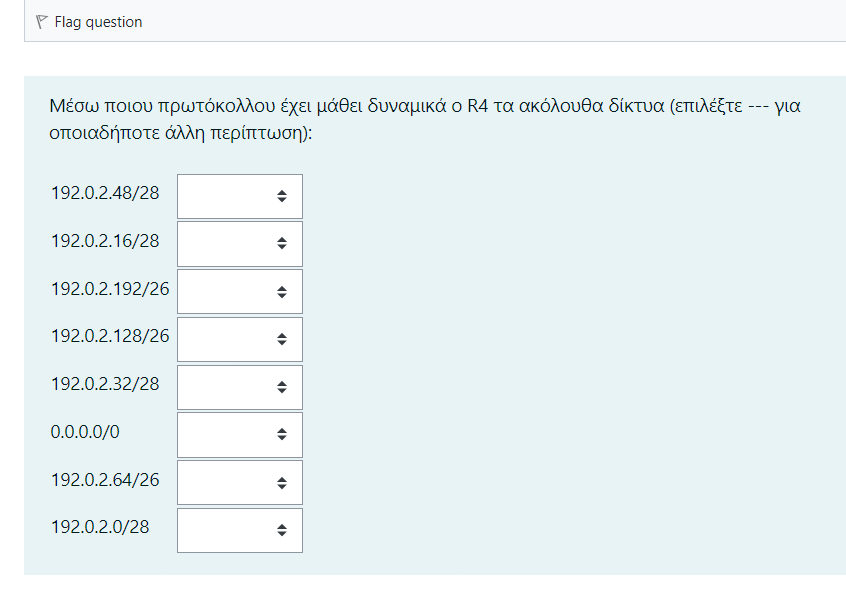 Flag question
Μέσω ποιου πρωτόκολλου έχει μάθει δυναμικά ο R4 τα ακόλουθα δίκτυα (επιλέξτε --- για
οποιαδήποτε άλλη περίπτωση):
192.0.2.48/28
192.0.2.16/28
192.0.2.192/26
192.0.2.128/26
192.0.2.32/28
0.0.0.0/0
192.0.2.64/26
192.0.2.0/28